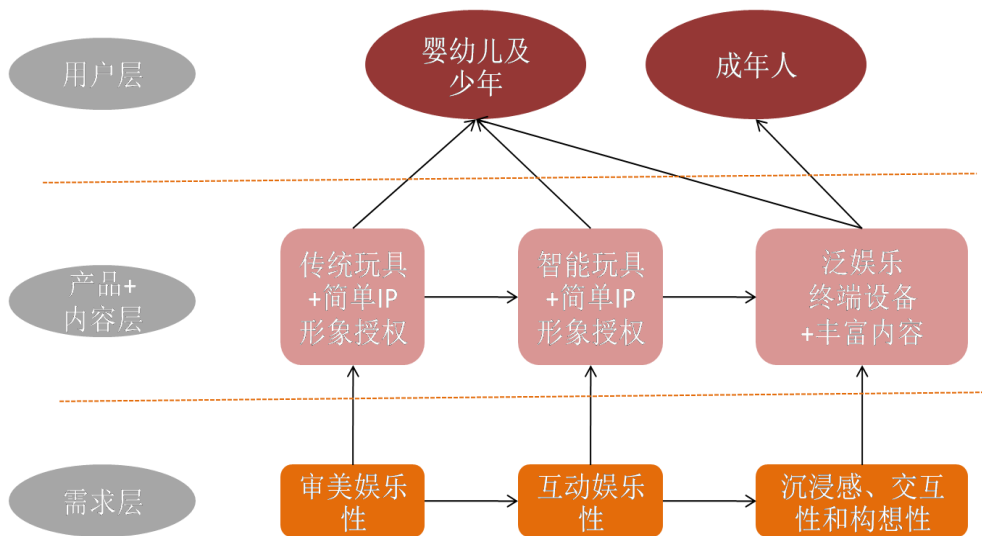 用户层
婴幼儿及
少年
成年人
产品+
内容层
传统玩具
+简单IP
形象授权
智能玩具
+简单IP
形象授权
泛娱乐
终端设备
+丰富内容
需求层
审美娱乐
性
互动娱乐
性
沉浸感、交互
性和构想性